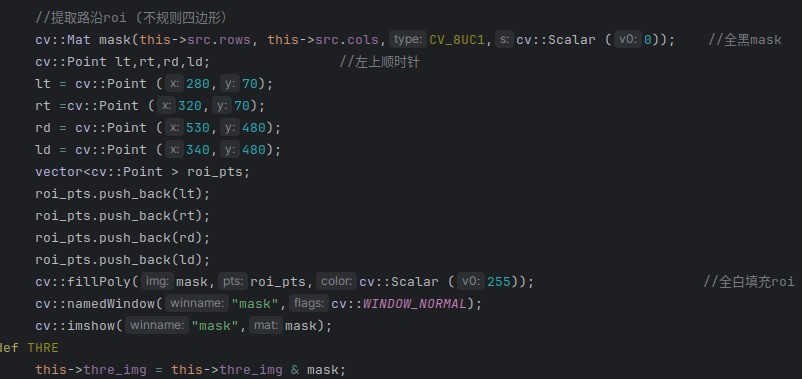 //提取路沿roi (不规则四边形)
cv::Mat mask(this->src.rows, this->src.cols, type: CV_8UC1, s: cv::Scalar ( v0: 0));    //全黑mask
cv::Point lt,rt,rd,ld;                //左上顺时针
lt = cv::Point ( x: 280, y: 70);
rt =cv::Point ( x: 320, y: 70);
rd = cv::Point ( x: 530, y: 480);
ld = cv::Point ( x: 340, y: 480);
vector<cv::Point > roi_pts;
roi_pts.push_back(lt);
roi_pts.push_back(rt);
roi_pts.push_back(rd);
roi_pts.push_back(ld);
cv::fillPoly( img: mask, pts: roi_pts, color: cv::Scalar ( v0: 255));                     //全白填充roi
cv::namedWindow( winname: "mask", flags: cv::WINDOW_NORMAL);
cv::imshow( winname: "mask", mat: mask);
def THRE
this->thre_img = this->thre_img & mask;